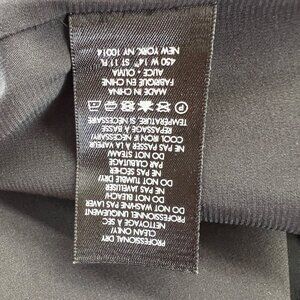 PROFESSIONAL DRY
CLEAN ONLY/
NETTOYAGE A SEC
PROFESSIONNEL UNIQUEMENT
DO NOT WASH/NE PAS LAVER
DO NOT BLEACH/
NE PAS JAVELLISER
DO NOT TUMBLE DRY/
NE PAS SECHER
PAR CULBUTAGE
DO NOT STEAM/
NE PAS PASSER A LA VAPEUR
COOL IRON IF NECESSARY/
REPASSAGE A BASSE
TEMPERATURE SI NECESSAIRE
P
MADE IN CHINA/
FABRIQUE EN CHINE
ALICE + OLIVIA
450 W 14TH ST 11 FL
NEW YORK, NY 10014